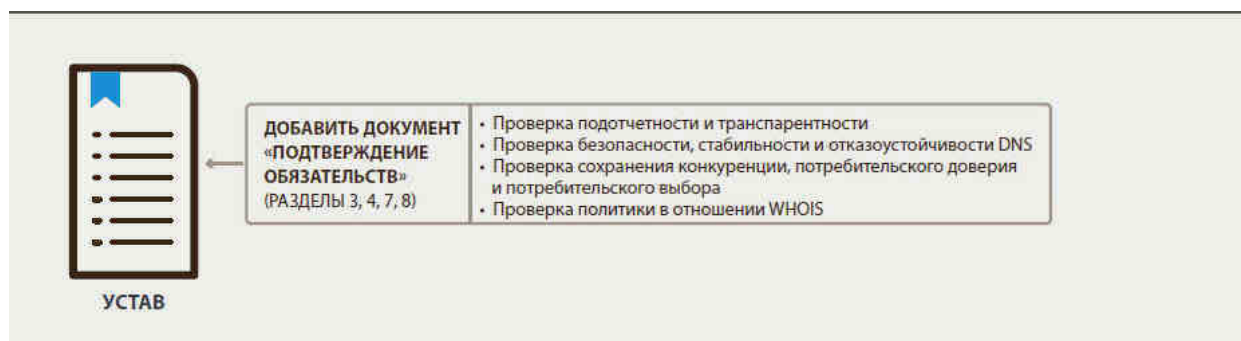 ДОБАВИТЬ ДОКУМЕНТ
«ПОДТВЕРЖДЕНИЕ
ОБЯЗАТЕЛЬСТВ»
(РАЗДЕЛЫ 3, 4, 7, 8)
• Проверка подотчетности и транспарентности
• Проверка безопасности, стабильности и отказоустойчивости DNS
• Проверка сохранения конкуренции, потребительского доверия
и потребительского выбора
• Проверка политики в отношении WHOIS
УСТАВ